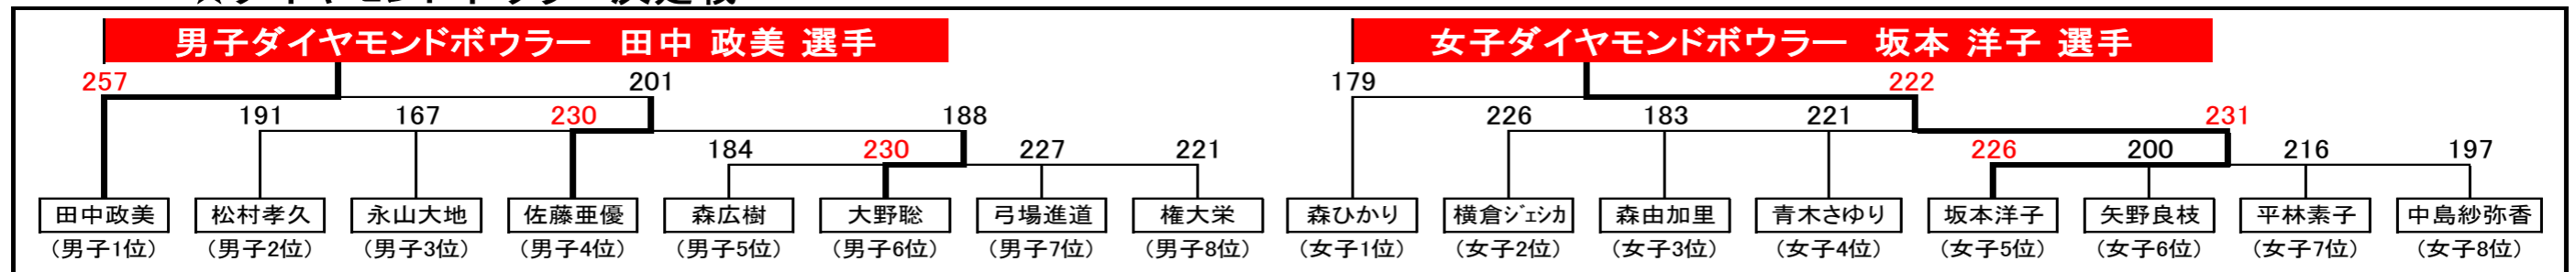 男子ダイヤモンドボウラー 田中 政美 選手
女子ダイヤモンドボウラー 坂本 洋子 選手
257 201 179 222
191 167 230 188 226 183 221 231
184 230 227 221 226 200 216 197
田中政美 松村孝久 永山大地 佐藤亜優 森広樹 大野聡 弓場進道 権大栄 森ひかり 横倉ｼﾞｪｼｶ 森由加里 青木さゆり 坂本洋子 矢野良枝 平林素子 中島紗弥香
(男子1位) (男子2位) (男子3位) (男子4位) (男子5位) (男子6位) (男子7位) (男子8位) (女子1位) (女子2位) (女子3位) (女子4位) (女子5位) (女子6位) (女子7位) (女子8位)